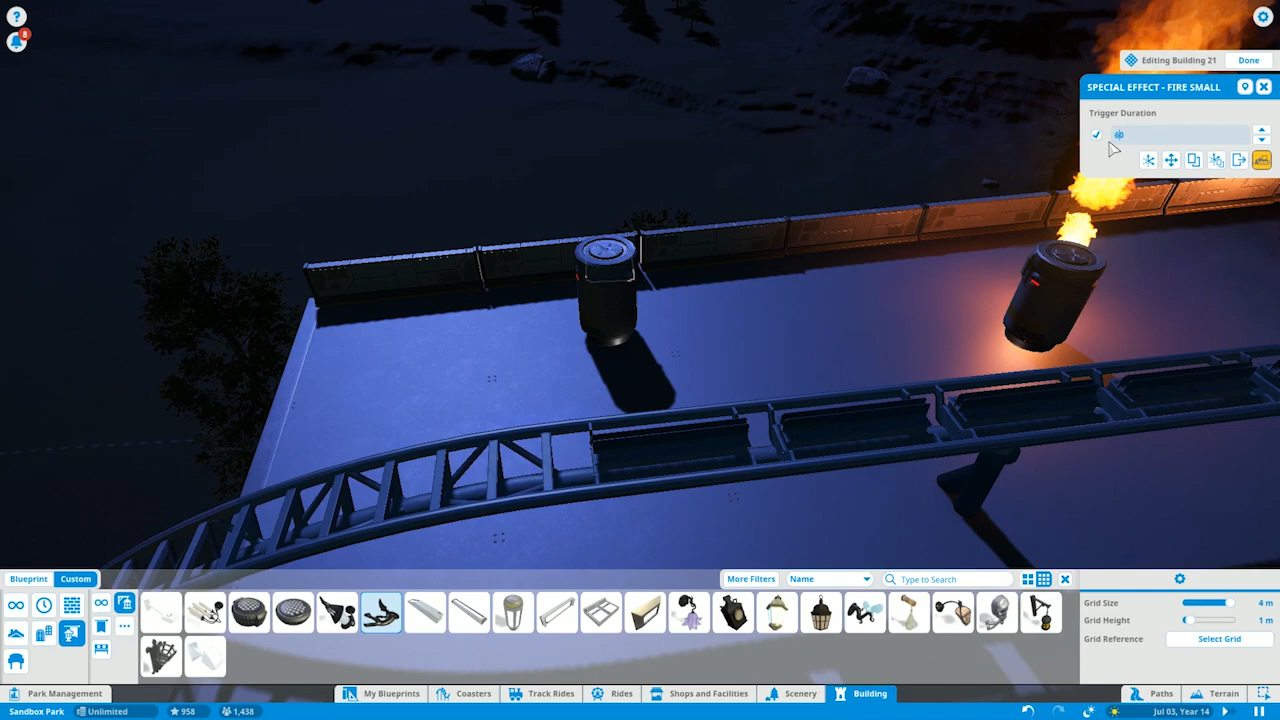 ?
8
Editing Building 21
Done
SPECIAL EFFECT - FIRE SMALL
Trigger Duration
60
Blueprint
Custom
More Filters
Name
Type to Search
Grid Size
4 m
Grid Height
1 m
Grid Reference
Select Grid
Park Management
My Blueprints
Coasters
Track Rides
Rides
Shops and Facilities
Scenery
Building
Paths
Terrain
Sandbox Park
Unlimited
958
1,438
Jul 03, Year 14